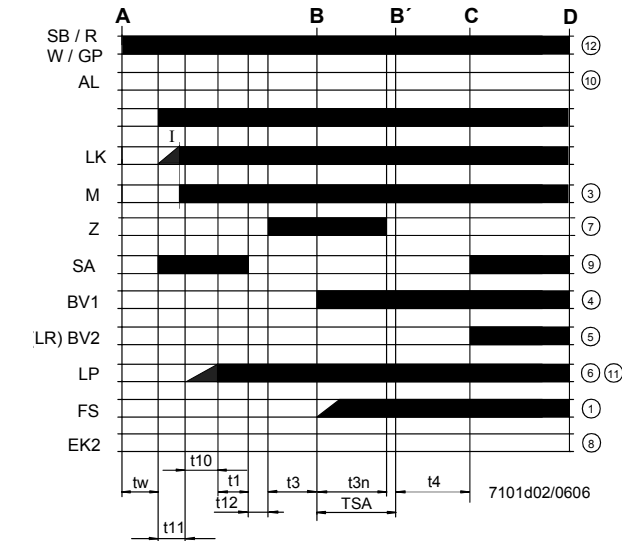 A B B´ C D
SB / R
W / GP
12
AL
10
I
LK
M
3
Z
7
SA
9
BV1
4
LR) BV2
5
LP
6 11
FS
1
EK2
8
t10
tw t1 t3 t3n t4
7101d02/0606
t12 TSA
t11